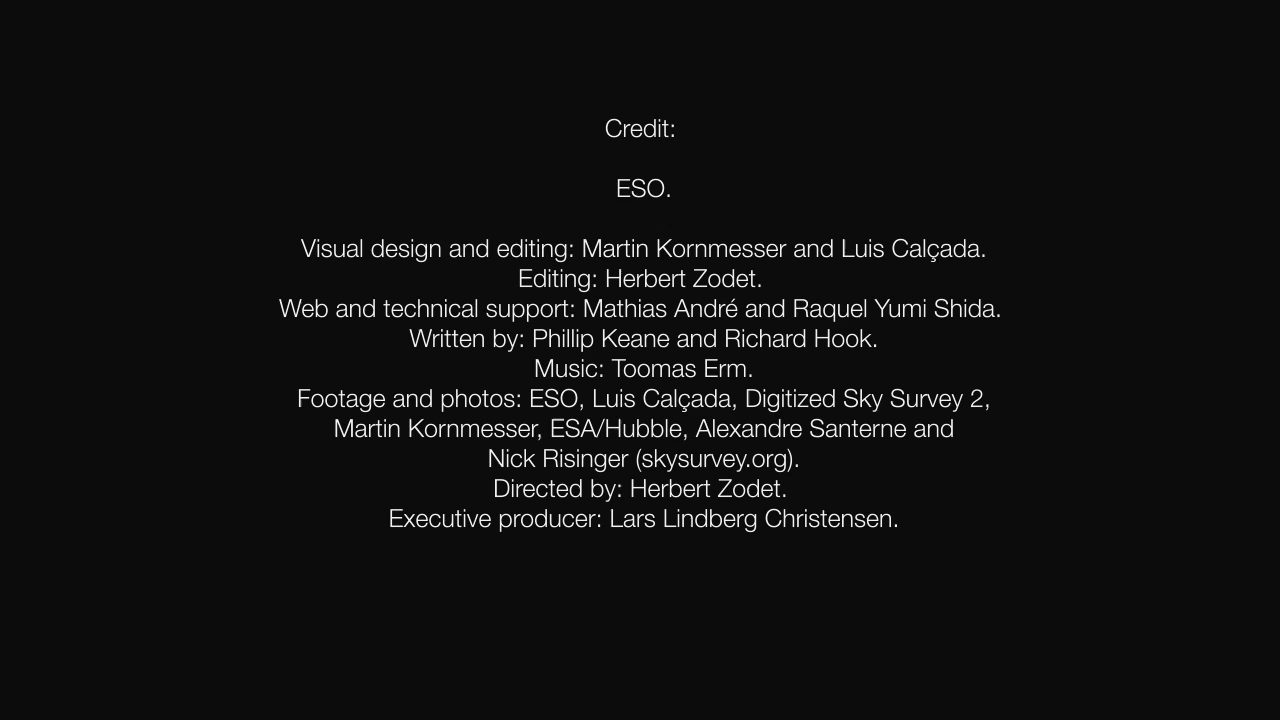 Credit:
ESO.
Visual design and editing: Martin Kornmesser and Luis Calçada.
Editing: Herbert Zodet.
Web and technical support: Mathias André and Raquel Yumi Shida.
Written by: Phillip Keane and Richard Hook.
Music: Toomas Erm.
Footage and photos: ESO, Luis Calçada, Digitized Sky Survey 2,
Martin Kornmesser, ESA/Hubble, Alexandre Santerne and
Nick Risinger (skysurvey.org).
Directed by: Herbert Zodet.
Executive producer: Lars Lindberg Christensen.